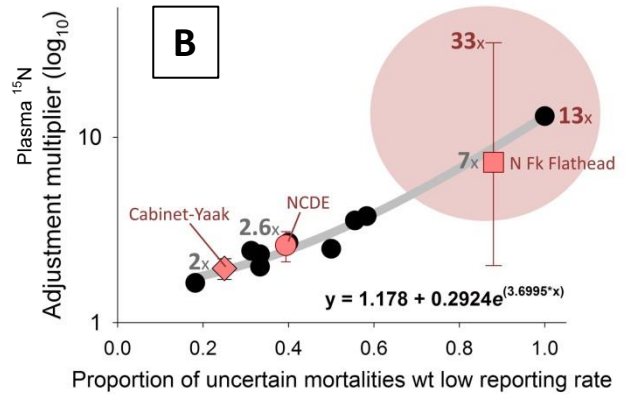 B
Plasma ¹⁵N
Adjustment multiplier (log₁₀)
10
1
33x
13x
7x
N Fk Flathead
NCDE
Cabinet-Yaak
2.6x
2x
y = 1.178 + 0.2924e^(3.6995*x)
0.0 0.2 0.4 0.6 0.8 1.0
Proportion of uncertain mortalities wt low reporting rate